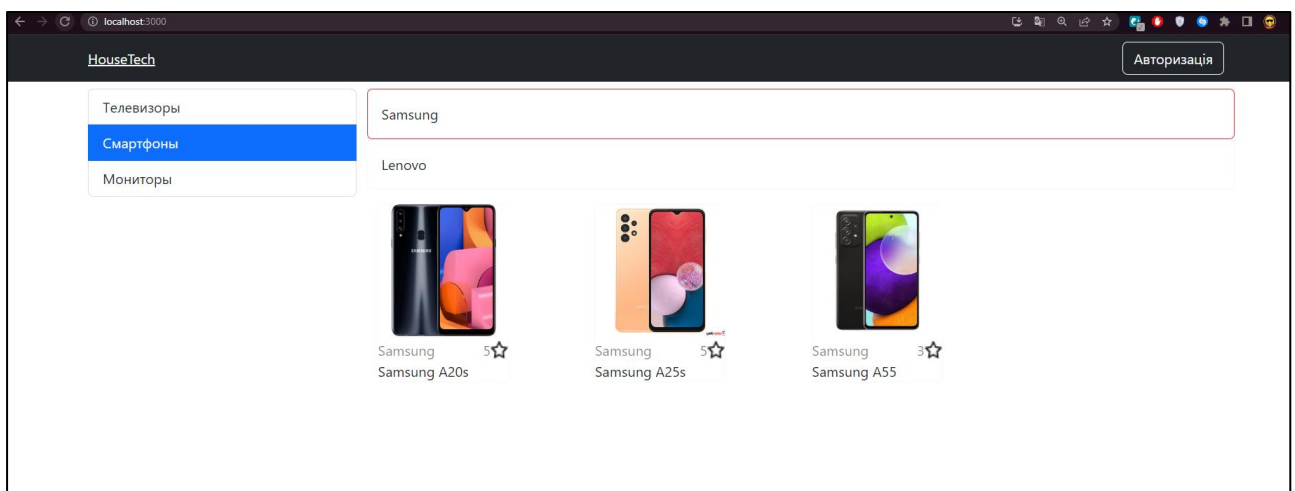 localhost:3000
HouseTech
Авторизація
Телевизоры
Смартфоны
Мониторы
Samsung
Lenovo
SAMSUNG
Samsung 5
Samsung A20s
Samsung 5
Samsung A25s
Samsung 3
Samsung A55